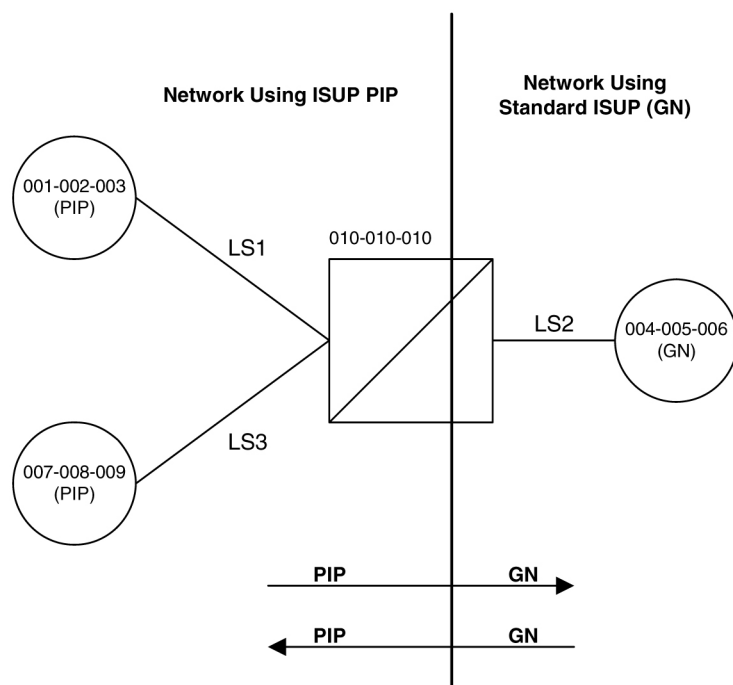 Network Using ISUP PIP
Network Using
Standard ISUP (GN)
001-002-003
(PIP)
LS1
010-010-010
LS2
004-005-006
(GN)
LS3
007-008-009
(PIP)
PIP
GN
PIP
GN